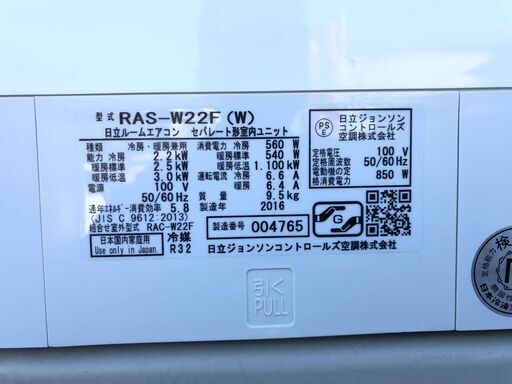 型式 RAS-W22F (W)
日立ルームエアコン セパレート形室内ユニット
種類 冷房・暖房兼用
能力 冷房 2.2kW
暖房標準 2.5kW
暖房低温 3.0kW
電源 100 V
50/60Hz
通年エネルギー消費効率 5.8
(JIS C 9612:2013)
組合せ室外型式 RAC-W22F
消費電力 冷房 560 W
暖房標準 540 W
暖房低温 1.100kW
運転電流 冷房 6.6 A
暖房 6.4 A
質量 9.5kg
製造年 2016
日本国内家庭用
Use only in Japan
冷媒
R32
製造番号 004765
日立ジョンソンコントロールズ空調株式会社
PS
E
日立ジョンソン
コントロールズ
空調株式会社
定格電圧 100 V
定格周波数 50/60Hz
電動機の定
格消費電力 850 W
G
引く
PULL
検
定格能力